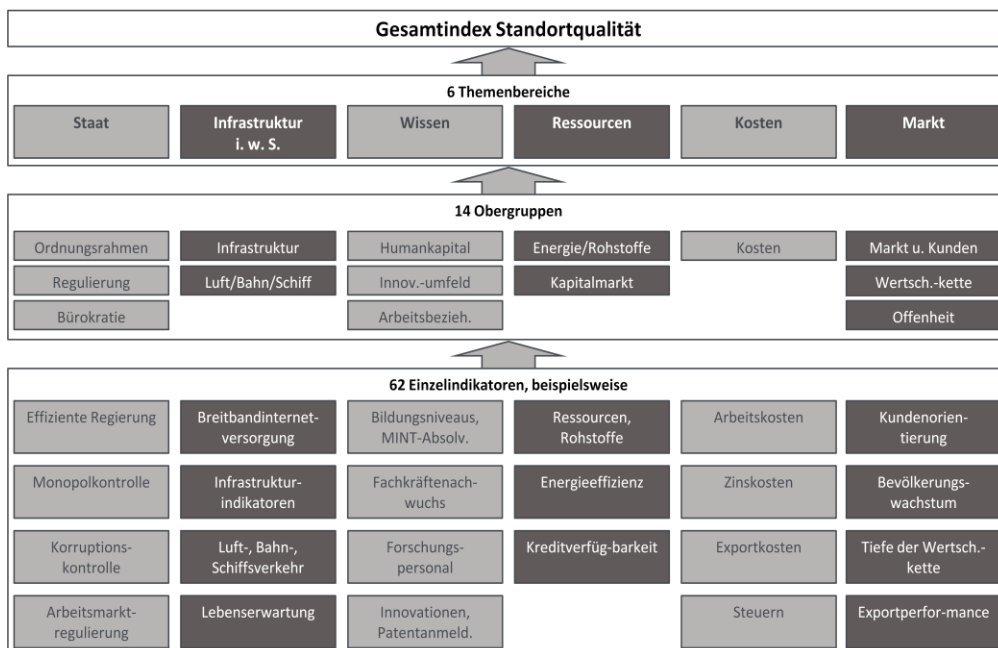 Gesamtindex Standortqualität
6 Themenbereiche
Staat
Infrastruktur
i. w. S.
Wissen
Ressourcen
Kosten
Markt
14 Obergruppen
Ordnungsrahmen
Infrastruktur
Humankapital
Energie/Rohstoffe
Kosten
Markt u. Kunden
Regulierung
Luft/Bahn/Schiff
Innov.-umfeld
Kapitalmarkt
Wertsch.-kette
Bürokratie
Arbeitsbezieh.
Offenheit
62 Einzelindikatoren, beispielsweise
Effiziente Regierung
Breitbandinternet-
versorgung
Bildungsniveaus,
MINT-Absolv.
Ressourcen,
Rohstoffe
Arbeitskosten
Kundenorien-
tierung
Monopolkontrolle
Infrastruktur-
indikatoren
Fachkräftenach-
wuchs
Energieeffizienz
Zinskosten
Bevölkerungs-
wachstum
Korruptions-
kontrolle
Luft-, Bahn-,
Schiffsverkehr
Forschungs-
personal
Kreditverfüg-barkeit
Exportkosten
Tiefe der Wertsch.-
kette
Arbeitsmarkt-
regulierung
Lebenserwartung
Innovationen,
Patentanmeld.
Steuern
Exportperfor-mance